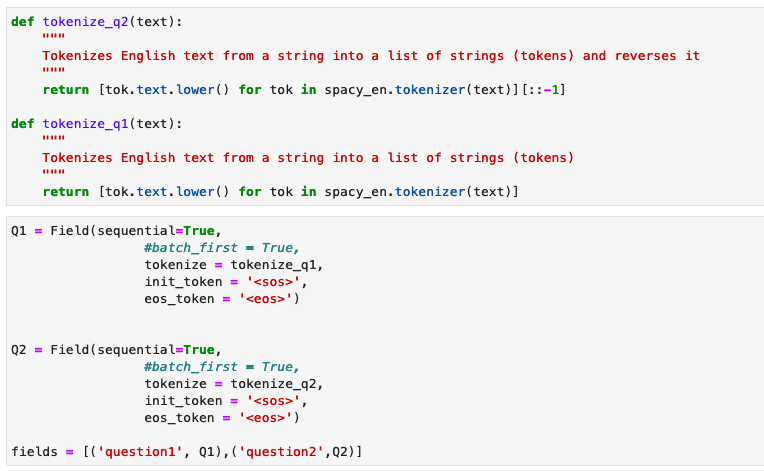 def tokenize_q2(text):
    """
    Tokenizes English text from a string into a list of strings (tokens) and reverses it
    """
    return [tok.text.lower() for tok in spacy_en.tokenizer(text)][::-1]

def tokenize_q1(text):
    """
    Tokenizes English text from a string into a list of strings (tokens)
    """
    return [tok.text.lower() for tok in spacy_en.tokenizer(text)]

Q1 = Field(sequential=True,
                 #batch_first = True,
                 tokenize = tokenize_q1,
                 init_token = '<sos>',
                 eos_token = '<eos>')


Q2 = Field(sequential=True,
                 #batch_first = True,
                 tokenize = tokenize_q2,
                 init_token = '<sos>',
                 eos_token = '<eos>')

fields = [('question1', Q1),('question2',Q2)]